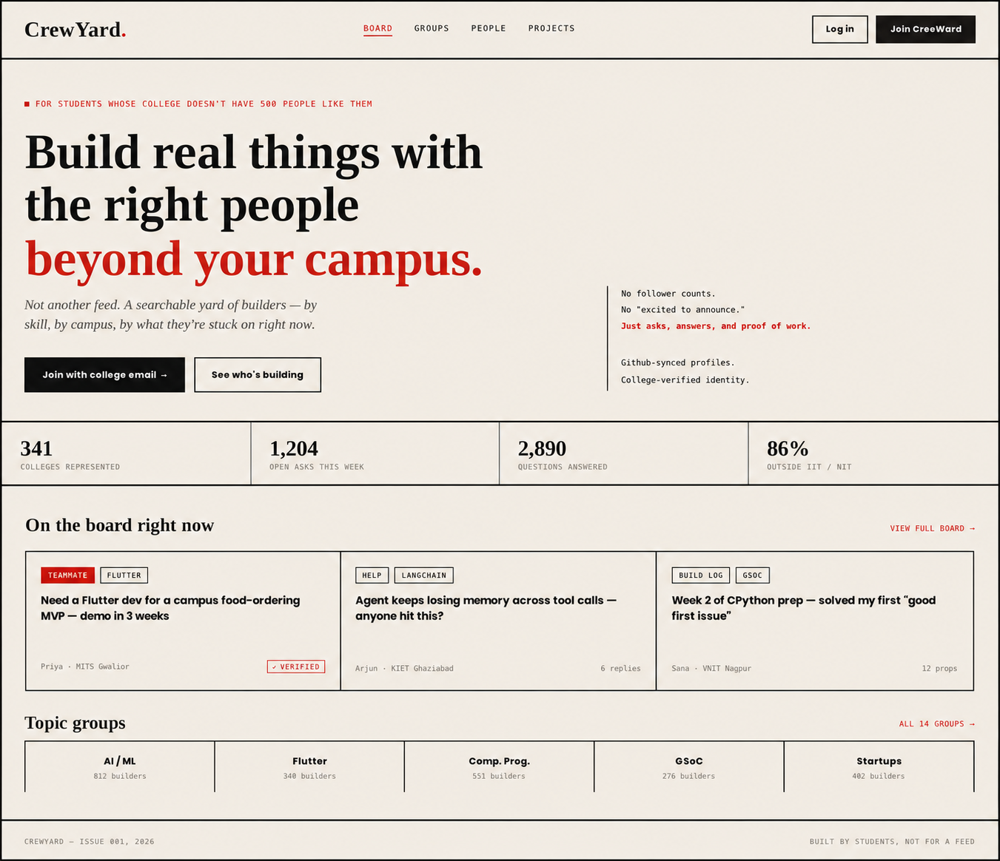 CrewYard.
BOARD GROUPS PEOPLE PROJECTS
Log in
Join CreeWard
FOR STUDENTS WHOSE COLLEGE DOESN'T HAVE 500 PEOPLE LIKE THEM
Build real things with
the right people
beyond your campus.
Not another feed. A searchable yard of builders — by
skill, by campus, by what they're stuck on right now.
Join with college email →
See who's building
No follower counts.
No "excited to announce."
Just asks, answers, and proof of work.
Github-synced profiles.
College-verified identity.
341
COLLEGES REPRESENTED
1,204
OPEN ASKS THIS WEEK
2,890
QUESTIONS ANSWERED
86%
OUTSIDE IIT / NIT
On the board right now
VIEW FULL BOARD →
TEAMMATE FLUTTER
Need a Flutter dev for a campus food-ordering
MVP — demo in 3 weeks
Priya · MITS Gwalior
✓ VERIFIED
HELP LANGCHAIN
Agent keeps losing memory across tool calls —
anyone hit this?
Arjun · KIET Ghaziabad
6 replies
BUILD LOG GSOC
Week 2 of CPython prep — solved my first “good
first issue”
Sana · VNIT Nagpur
12 props
Topic groups
ALL 14 GROUPS →
AI / ML
812 builders
Flutter
340 builders
Comp. Prog.
551 builders
GSoC
276 builders
Startups
402 builders
CREWYARD — ISSUE 001, 2026
BUILT BY STUDENTS, NOT FOR A FEED